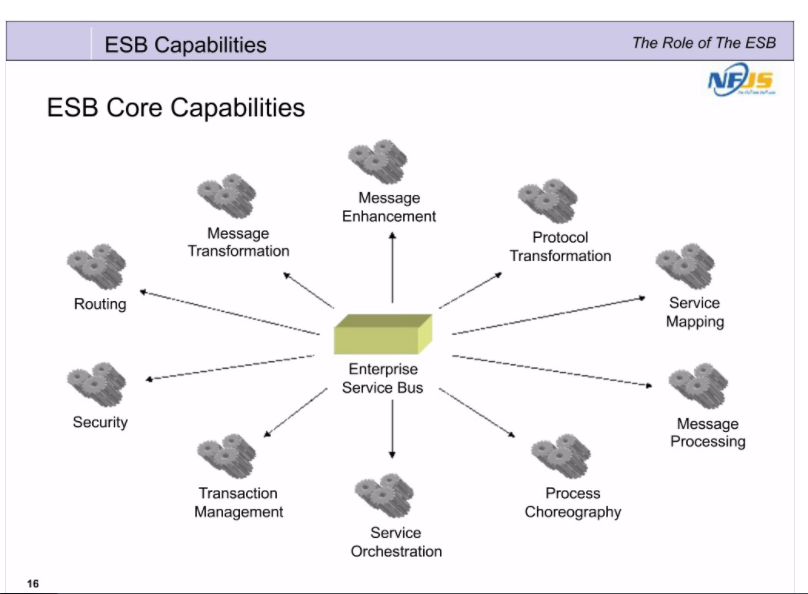 ESB Capabilities
The Role of The ESB
NFJS
ESB Core Capabilities
Message
Enhancement
Message
Transformation
Protocol
Transformation
Routing
Service
Mapping
Enterprise
Service Bus
Security
Message
Processing
Transaction
Management
Process
Choreography
Service
Orchestration
16